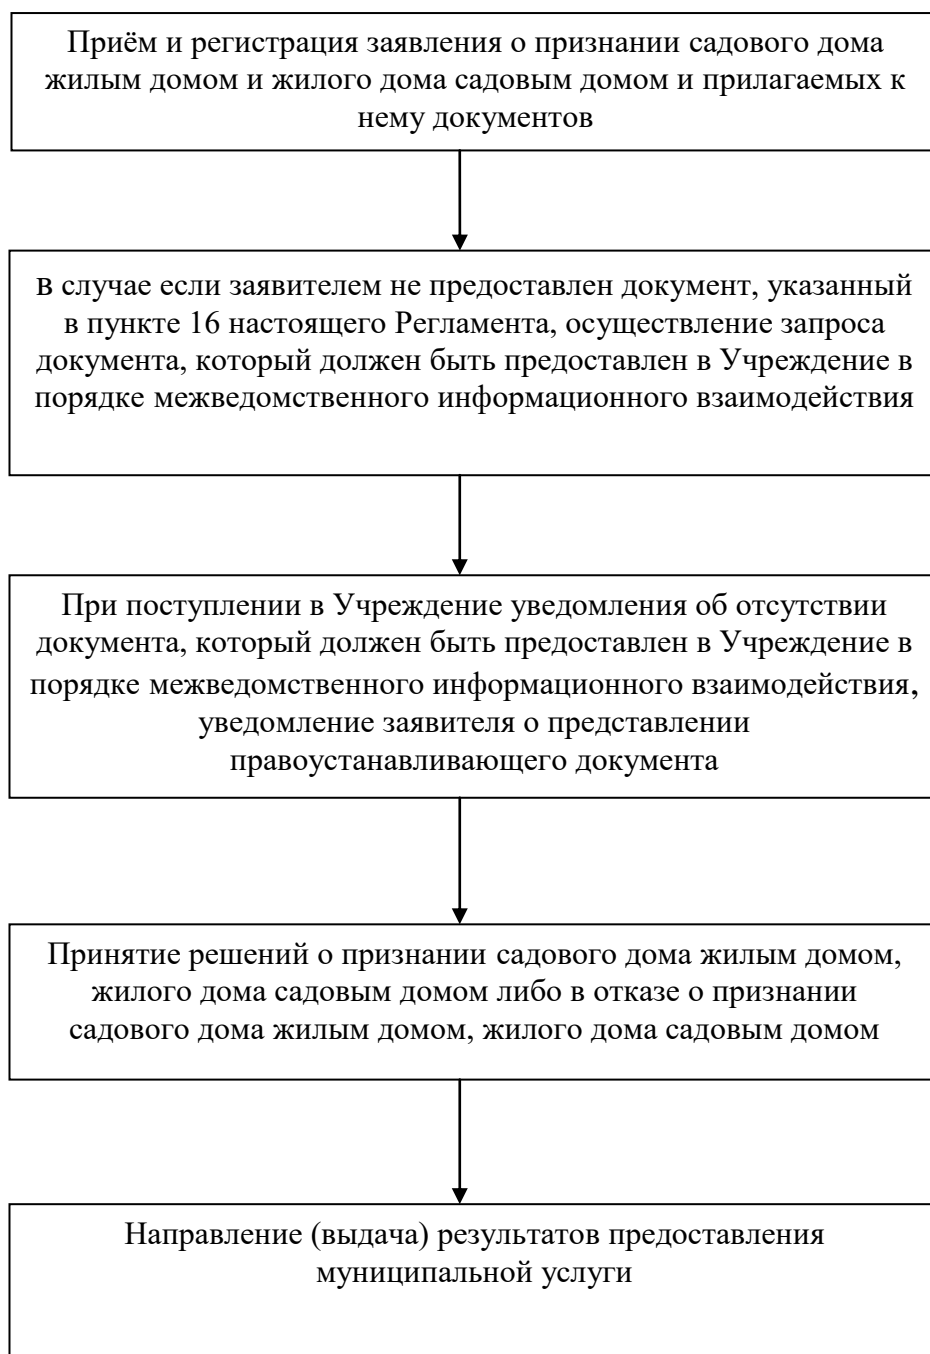 Приём и регистрация заявления о признании садового дома
жилым домом и жилого дома садовым домом и прилагаемых к
нему документов
в случае если заявителем не предоставлен документ, указанный
в пункте 16 настоящего Регламента, осуществление запроса
документа, который должен быть предоставлен в Учреждение в
порядке межведомственного информационного взаимодействия
При поступлении в Учреждение уведомления об отсутствии
документа, который должен быть предоставлен в Учреждение в
порядке межведомственного информационного взаимодействия,
уведомление заявителя о представлении
правоустанавливающего документа
Принятие решений о признании садового дома жилым домом,
жилого дома садовым домом либо в отказе о признании
садового дома жилым домом, жилого дома садовым домом
Направление (выдача) результатов предоставления
муниципальной услуги